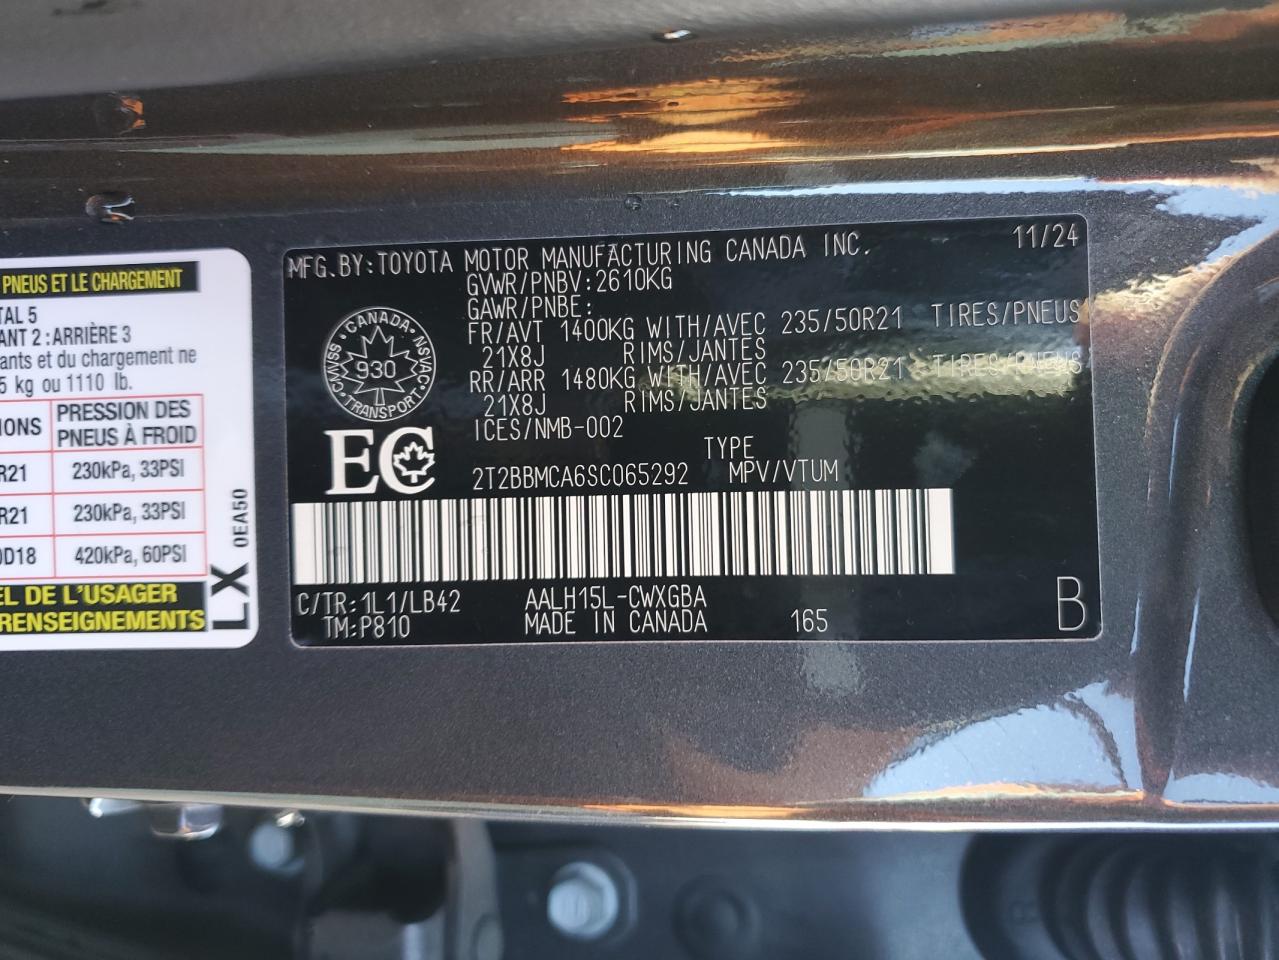 PNEUS ET LE CHARGEMENT
TAL 5
ANT 2 : ARRIÈRE 3
ants et du chargement ne
5 kg ou 1110 lb.
IONS PRESSION DES PNEUS À FROID
R21 230kPa, 33PSI
R21 230kPa, 33PSI
0D18 420kPa, 60PSI
EL DE L'USAGER
RENSEIGNEMENTS
LX 0EA50
MFG.BY:TOYOTA MOTOR MANUFACTURING CANADA INC. 11/24
GVWR/PNBV:2610KG
GAWR/PNBE:
FR/AVT 1400KG WITH/AVEC 235/50R21 TIRES/PNEUS
21X8J RIMS/JANTES
RR/ARR 1480KG WITH/AVEC 235/50R21 TIRES/PNEUS
21X8J RIMS/JANTES
ICES/NMB-002
CANADA
CMVSS NSVAC
930
TRANSPORT
EC
TYPE
2T2BBMCA6SC065292 MPV/VTUM
C/TR:1L1/LB42 AALH15L-CWXGBA
TM:P810 MADE IN CANADA 165 B